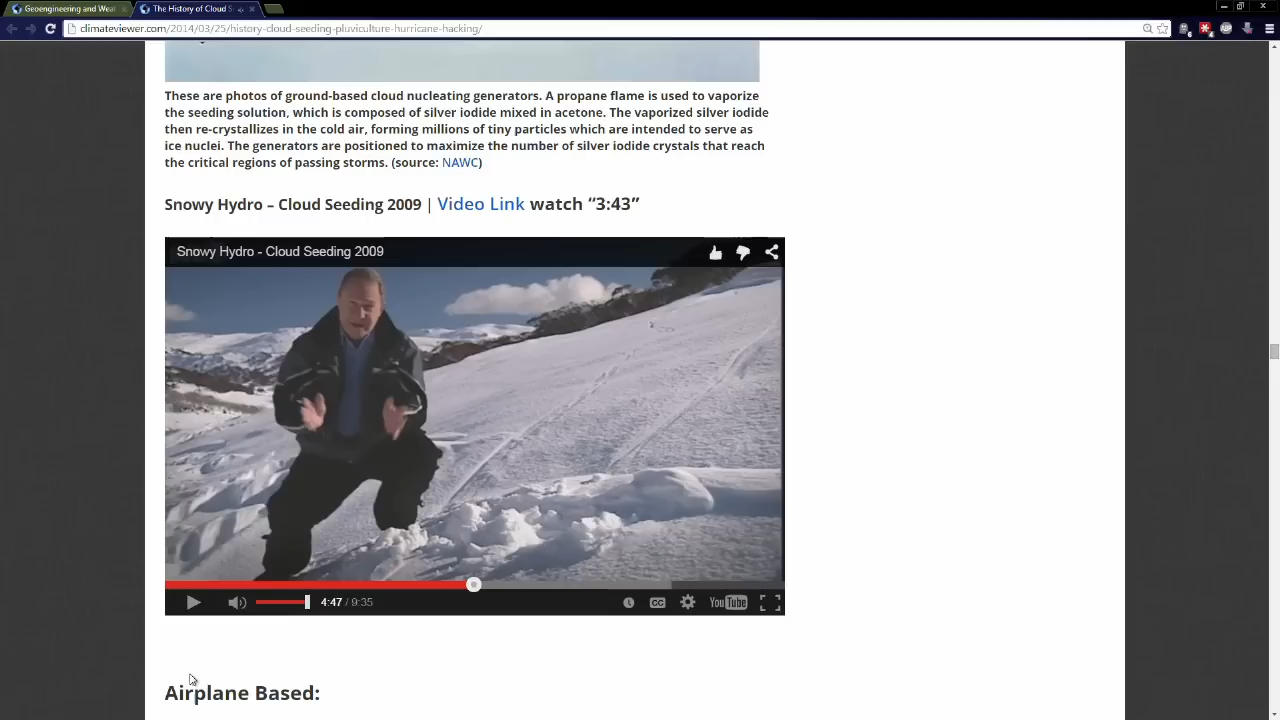 Geoengineering and Weat
The History of Cloud S
climateviewer.com/2014/03/25/history-cloud-seeding-pluviculture-hurricane-hacking/
These are photos of ground-based cloud nucleating generators. A propane flame is used to vaporize
the seeding solution, which is composed of silver iodide mixed in acetone. The vaporized silver iodide
then re-crystallizes in the cold air, forming millions of tiny particles which are intended to serve as
ice nuclei. The generators are positioned to maximize the number of silver iodide crystals that reach
the critical regions of passing storms. (source: NAWC)
Snowy Hydro – Cloud Seeding 2009 | Video Link watch “3:43”
Snowy Hydro - Cloud Seeding 2009
4:47 / 9:35
CC
YouTube
Airplane Based: